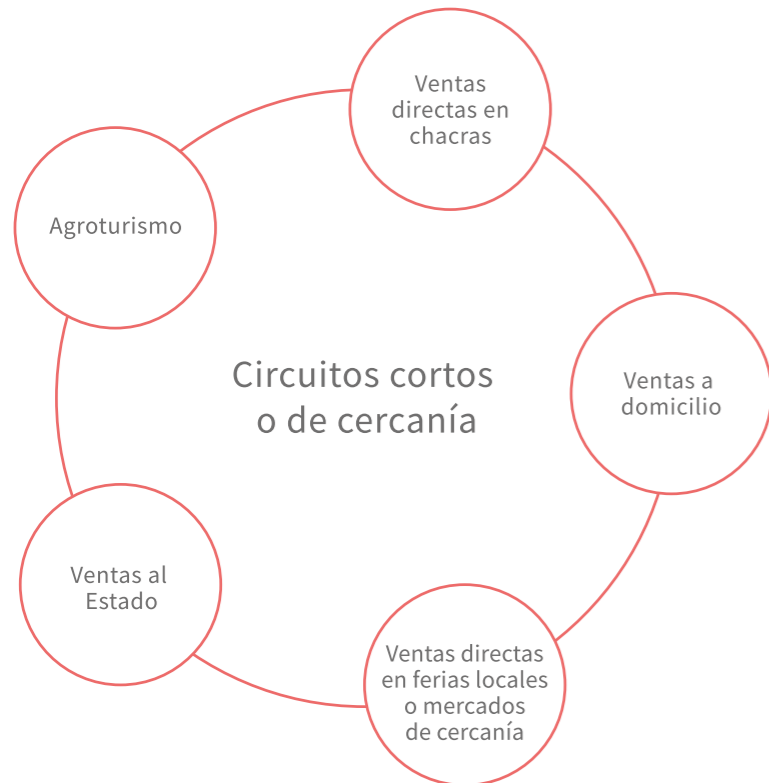 Ventas
directas en
chacras
Agroturismo
Circuitos cortos
o de cercanía
Ventas a
domicilio
Ventas al
Estado
Ventas directas
en ferias locales
o mercados
de cercanía